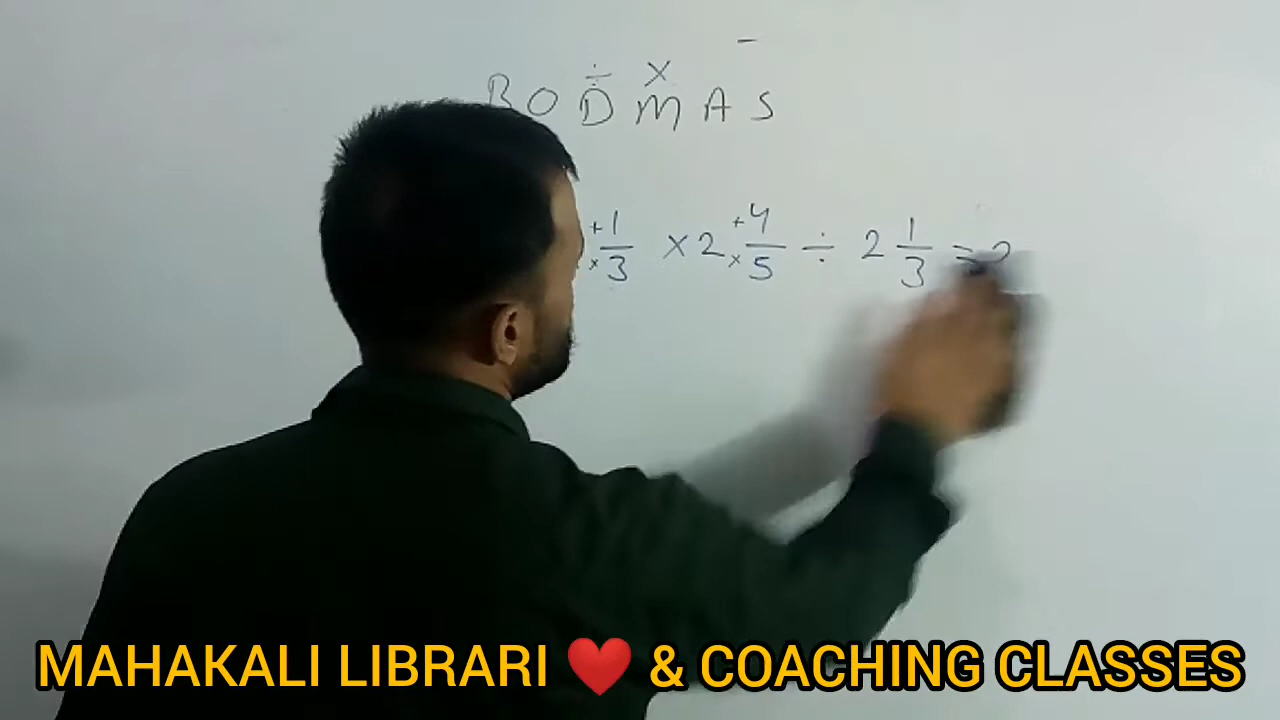 ÷ × -
BODMAS
+1/×3 × 2 +4/×5 ÷ 2 1/3 = ?
MAHAKALI LIBRARI ❤️ & COACHING CLASSES